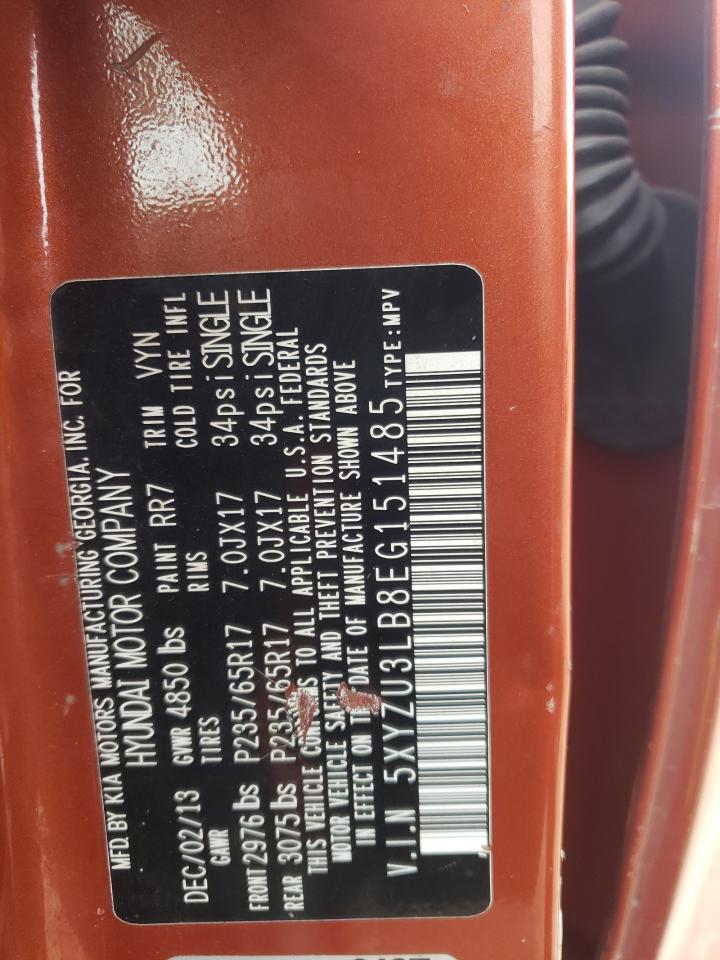 MFD. BY KIA MOTORS MANUFACTURING GEORGIA. INC. FOR
HYUNDAI MOTOR COMPANY
DEC/02/13 GVWR 4850 lbs PAINT RR7 TRIM VYN
GAWR TIRES RIMS COLD TIRE INFL
FRONT 2976 lbs P235/65R17 7.0JX17 34psi SINGLE
REAR 3075 lbs P235/65R17 7.0JX17 34psi SINGLE
THIS VEHICLE CONFORMS TO ALL APPLICABLE U.S.A. FEDERAL
MOTOR VEHICLE SAFETY AND THEFT PREVENTION STANDARDS
IN EFFECT ON THE DATE OF MANUFACTURE SHOWN ABOVE
V.I.N 5XYZU3LB8EG151485 TYPE:MPV